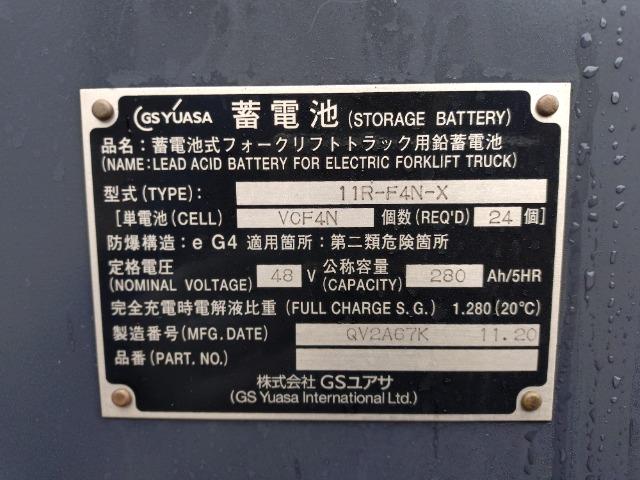 GS YUASA 蓄電池 (STORAGE BATTERY)
品名:蓄電池式フォークリフトトラック用鉛蓄電池
(NAME: LEAD ACID BATTERY FOR ELECTRIC FORKLIFT TRUCK)
型式(TYPE): 11R-F4N-X
[単電池(CELL) VCF4N 個数(REQ'D) 24 個]
防爆構造:e G4 適用箇所:第二類危険箇所
定格電圧 公称容量
(NOMINAL VOLTAGE) 48 V (CAPACITY) 280 Ah/5HR
完全充電時電解液比重 (FULL CHARGE S.G.) 1.280(20℃)
製造番号(MFG.DATE) QV2A67K 11.20
品番(PART.NO.)
株式会社 GSユアサ
(GS Yuasa International Ltd.)